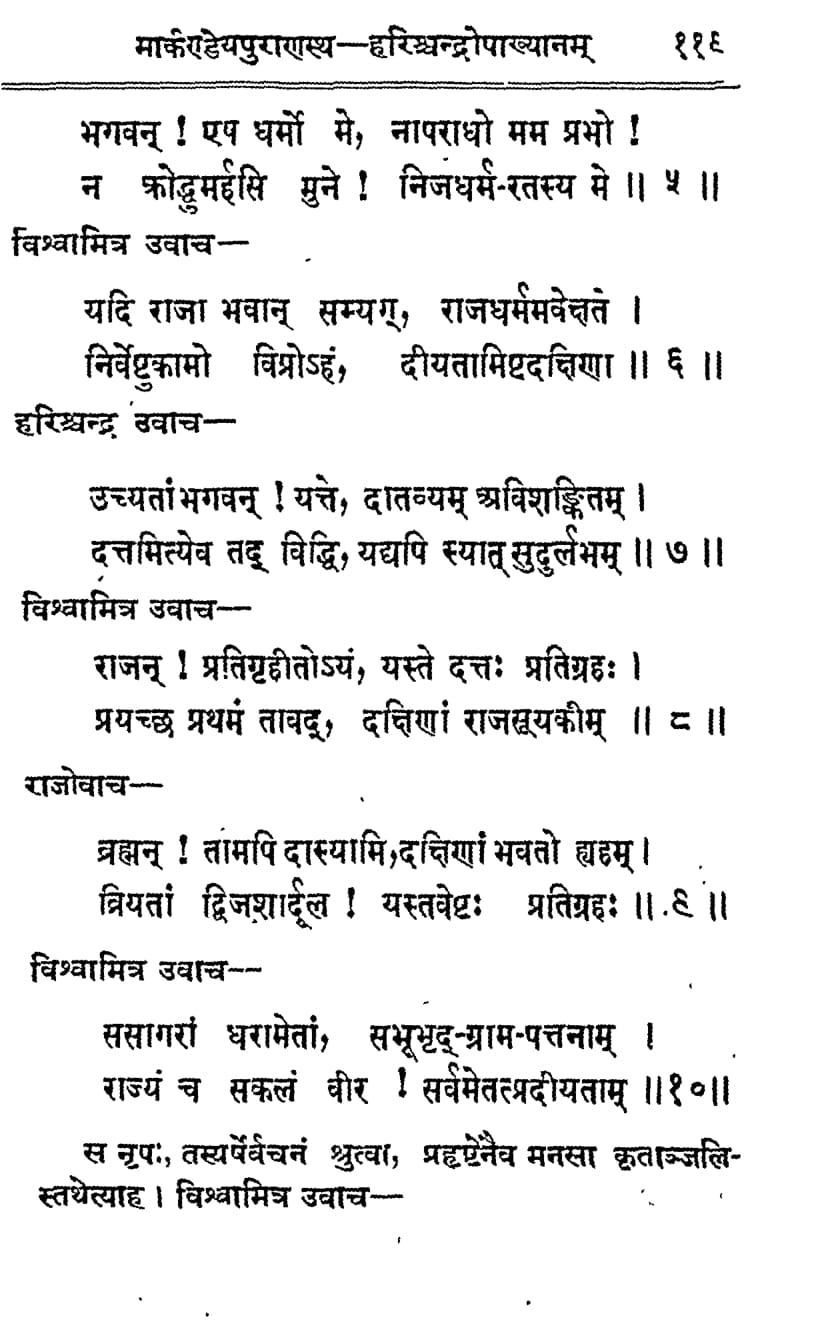 मार्कण्डेयपुराणस्थ—हरिश्चन्द्रोपाख्यानम् ११९
भगवन् ! एष धर्मो मे, नापराधो मम प्रभो !
न क्रोद्धुमर्हसि मुने ! निजधर्म-रतस्य मे ॥ ५ ॥
विश्वामित्र उवाच—
यदि राजा भवान् सम्यग्, राजधर्ममवेक्षते ।
निर्वेष्टुकामो विप्रोऽहं, दीयतामिष्टदक्षिणा ॥ ६ ॥
हरिश्चन्द्र उवाच—
उच्यतां भगवन् ! यत्ते, दातव्यम् अविशङ्कितम् ।
दत्तमित्येव तद् विद्धि, यद्यपि स्यात् सुदुर्लभम् ॥ ७ ॥
विश्वामित्र उवाच—
राजन् ! प्रतिगृहीतोऽयं, यस्ते दत्तः प्रतिग्रहः ।
प्रयच्छ प्रथमं तावद्, दक्षिणां राजसूयकीम् ॥ ८ ॥
राजोवाच—
ब्रह्मन् ! तामपि दास्यामि, दक्षिणां भवतो ह्यहम् ।
व्रियतां द्विजशार्दूल ! यस्तवेष्टः प्रतिग्रहः ॥ ९ ॥
विश्वामित्र उवाच--
ससागरां धरामेतां, सभूभृद्-ग्राम-पत्तनाम् ।
राज्यं च सकलं वीर ! सर्वमेतत्प्रदीयताम् ॥१०॥
स नृपः, तस्यर्षेर्वचनं श्रुत्वा, प्रहृष्टेनैव मनसा कृताञ्जलि-
स्तथेत्याह । विश्वामित्र उवाच—